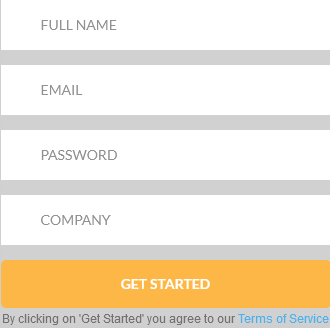 FULL NAME
EMAIL
PASSWORD
COMPANY
GET STARTED
By clicking on 'Get Started' you agree to our Terms of Service